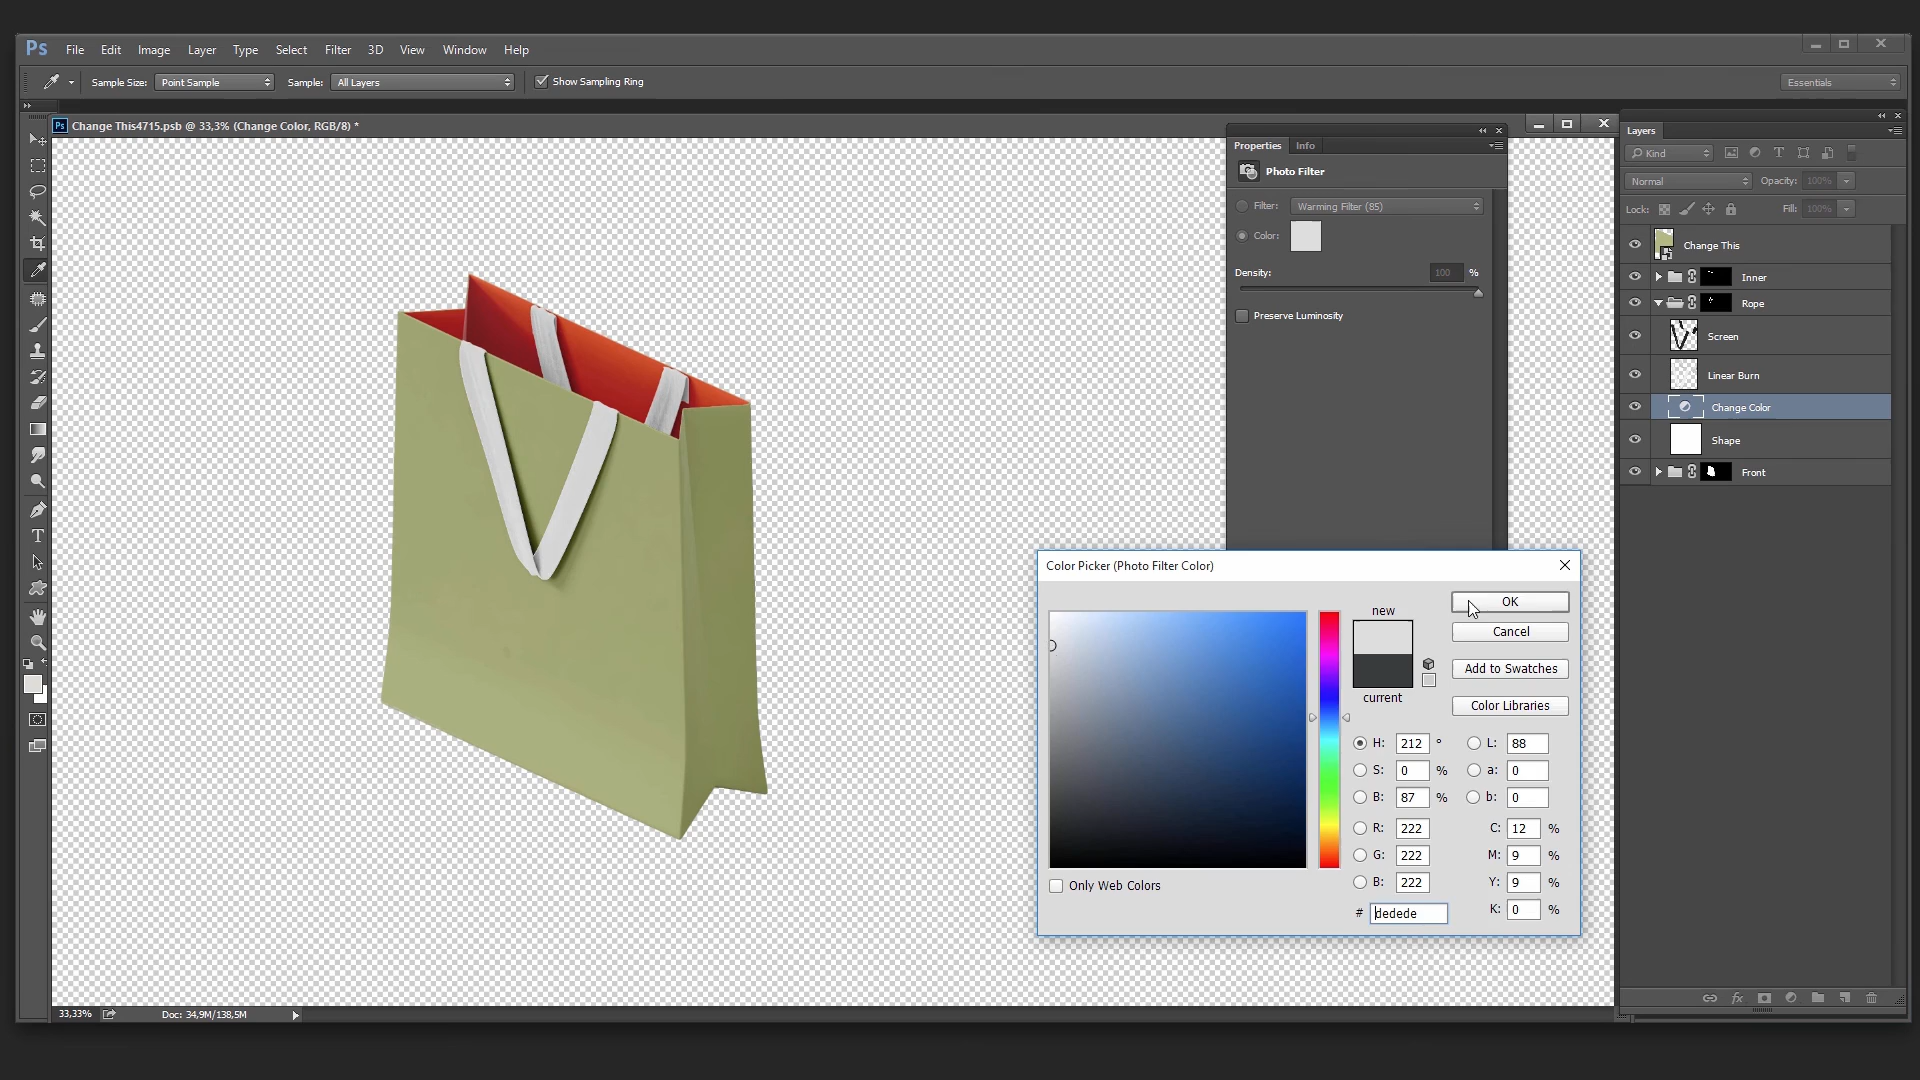 Ps File Edit Image Layer Type Select Filter 3D View Window Help
Sample Size: Point Sample Sample: All Layers Show Sampling Ring Essentials
Ps Change This4715.psb @ 33,3% (Change Color, RGB/8) *
Properties Info
Photo Filter
Filter: Warming Filter (85)
Color:
Density: 100 %
Preserve Luminosity
Layers
Kind
Normal Opacity: 100%
Lock: Fill: 100%
Change This
Inner
Rope
Screen
Linear Burn
Change Color
Shape
Front
Color Picker (Photo Filter Color)
new
current
OK
Cancel
Add to Swatches
Color Libraries
H: 212 ° L: 88
S: 0 % a: 0
B: 87 % b: 0
R: 222 C: 12 %
G: 222 M: 9 %
B: 222 Y: 9 %
# dedede K: 0 %
Only Web Colors
33,33% Doc: 34,9M/138,5M